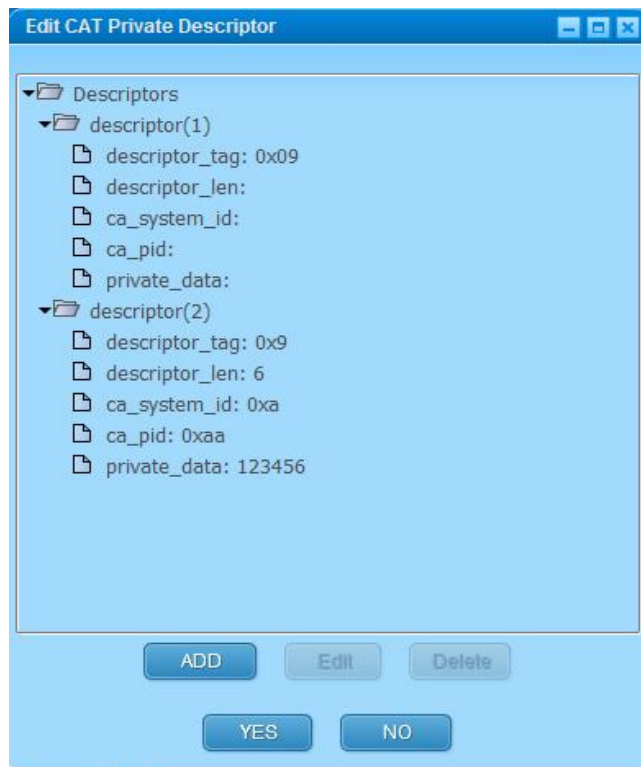 Edit CAT Private Descriptor
Descriptors
descriptor(1)
descriptor_tag: 0x09
descriptor_len:
ca_system_id:
ca_pid:
private_data:
descriptor(2)
descriptor_tag: 0x9
descriptor_len: 6
ca_system_id: 0xa
ca_pid: 0xaa
private_data: 123456
ADD Edit Delete
YES NO